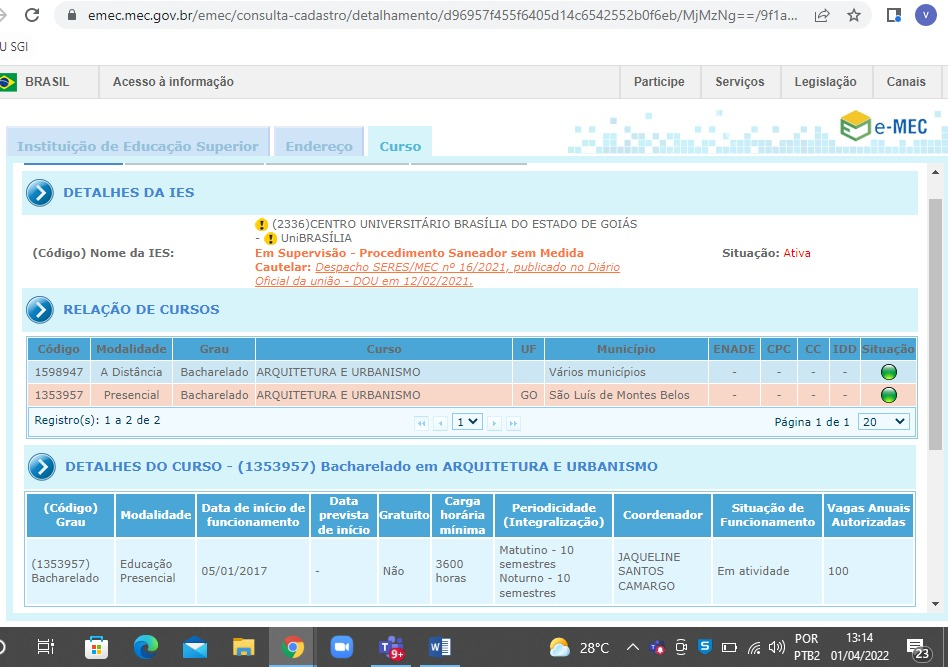 emec.mec.gov.br/emec/consulta-cadastro/detalhamento/d96957f455f6405d14c6542552b0f6eb/MjMzNg==/9f1a...
V
U SGI
BRASIL Acesso à informação Participe Serviços Legislação Canais
e-MEC
Instituição de Educação Superior Endereço Curso
DETALHES DA IES
(Código) Nome da IES:
(2336)CENTRO UNIVERSITÁRIO BRASÍLIA DO ESTADO DE GOIÁS
- UniBRASÍLIA
Em Supervisão - Procedimento Saneador sem Medida
Cautelar: Despacho SERES/MEC nº 16/2021, publicado no Diário
Oficial da união - DOU em 12/02/2021.
Situação: Ativa
RELAÇÃO DE CURSOS
Código Modalidade Grau Curso UF Município ENADE CPC CC IDD Situação
1598947 A Distância Bacharelado ARQUITETURA E URBANISMO Vários municípios - - - -
1353957 Presencial Bacharelado ARQUITETURA E URBANISMO GO São Luís de Montes Belos - - - -
Registro(s): 1 a 2 de 2 1 Página 1 de 1 20
DETALHES DO CURSO - (1353957) Bacharelado em ARQUITETURA E URBANISMO
(Código)
Grau
Modalidade
Data de início de
funcionamento
Data
prevista
de início
Gratuito
Carga
horária
mínima
Periodicidade
(Integralização)
Coordenador
Situação de
Funcionamento
Vagas Anuais
Autorizadas
(1353957)
Bacharelado
Educação
Presencial
05/01/2017
-
Não
3600
horas
Matutino - 10
semestres
Noturno - 10
semestres
JAQUELINE
SANTOS
CAMARGO
Em atividade
100
9+
28°C
POR
PTB2
13:14
01/04/2022
23